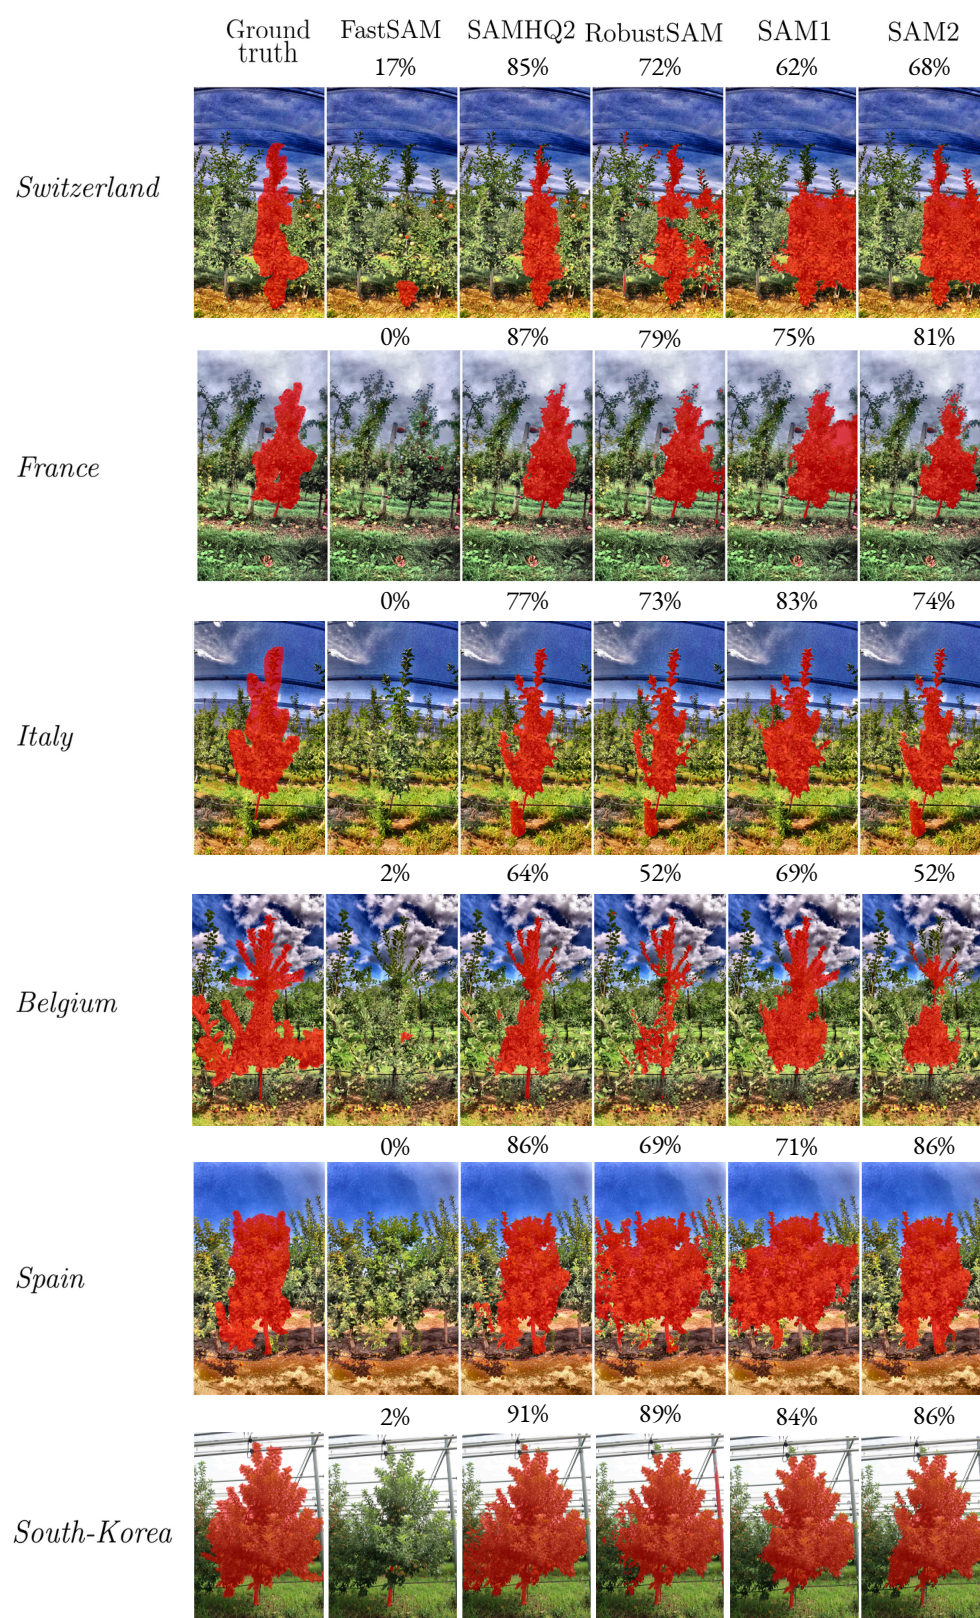 Ground truth FastSAM SAMHQ2 RobustSAM SAM1 SAM2
17% 85% 72% 62% 68%
Switzerland
0% 87% 79% 75% 81%
France
0% 77% 73% 83% 74%
Italy
2% 64% 52% 69% 52%
Belgium
0% 86% 69% 71% 86%
Spain
2% 91% 89% 84% 86%
South-Korea